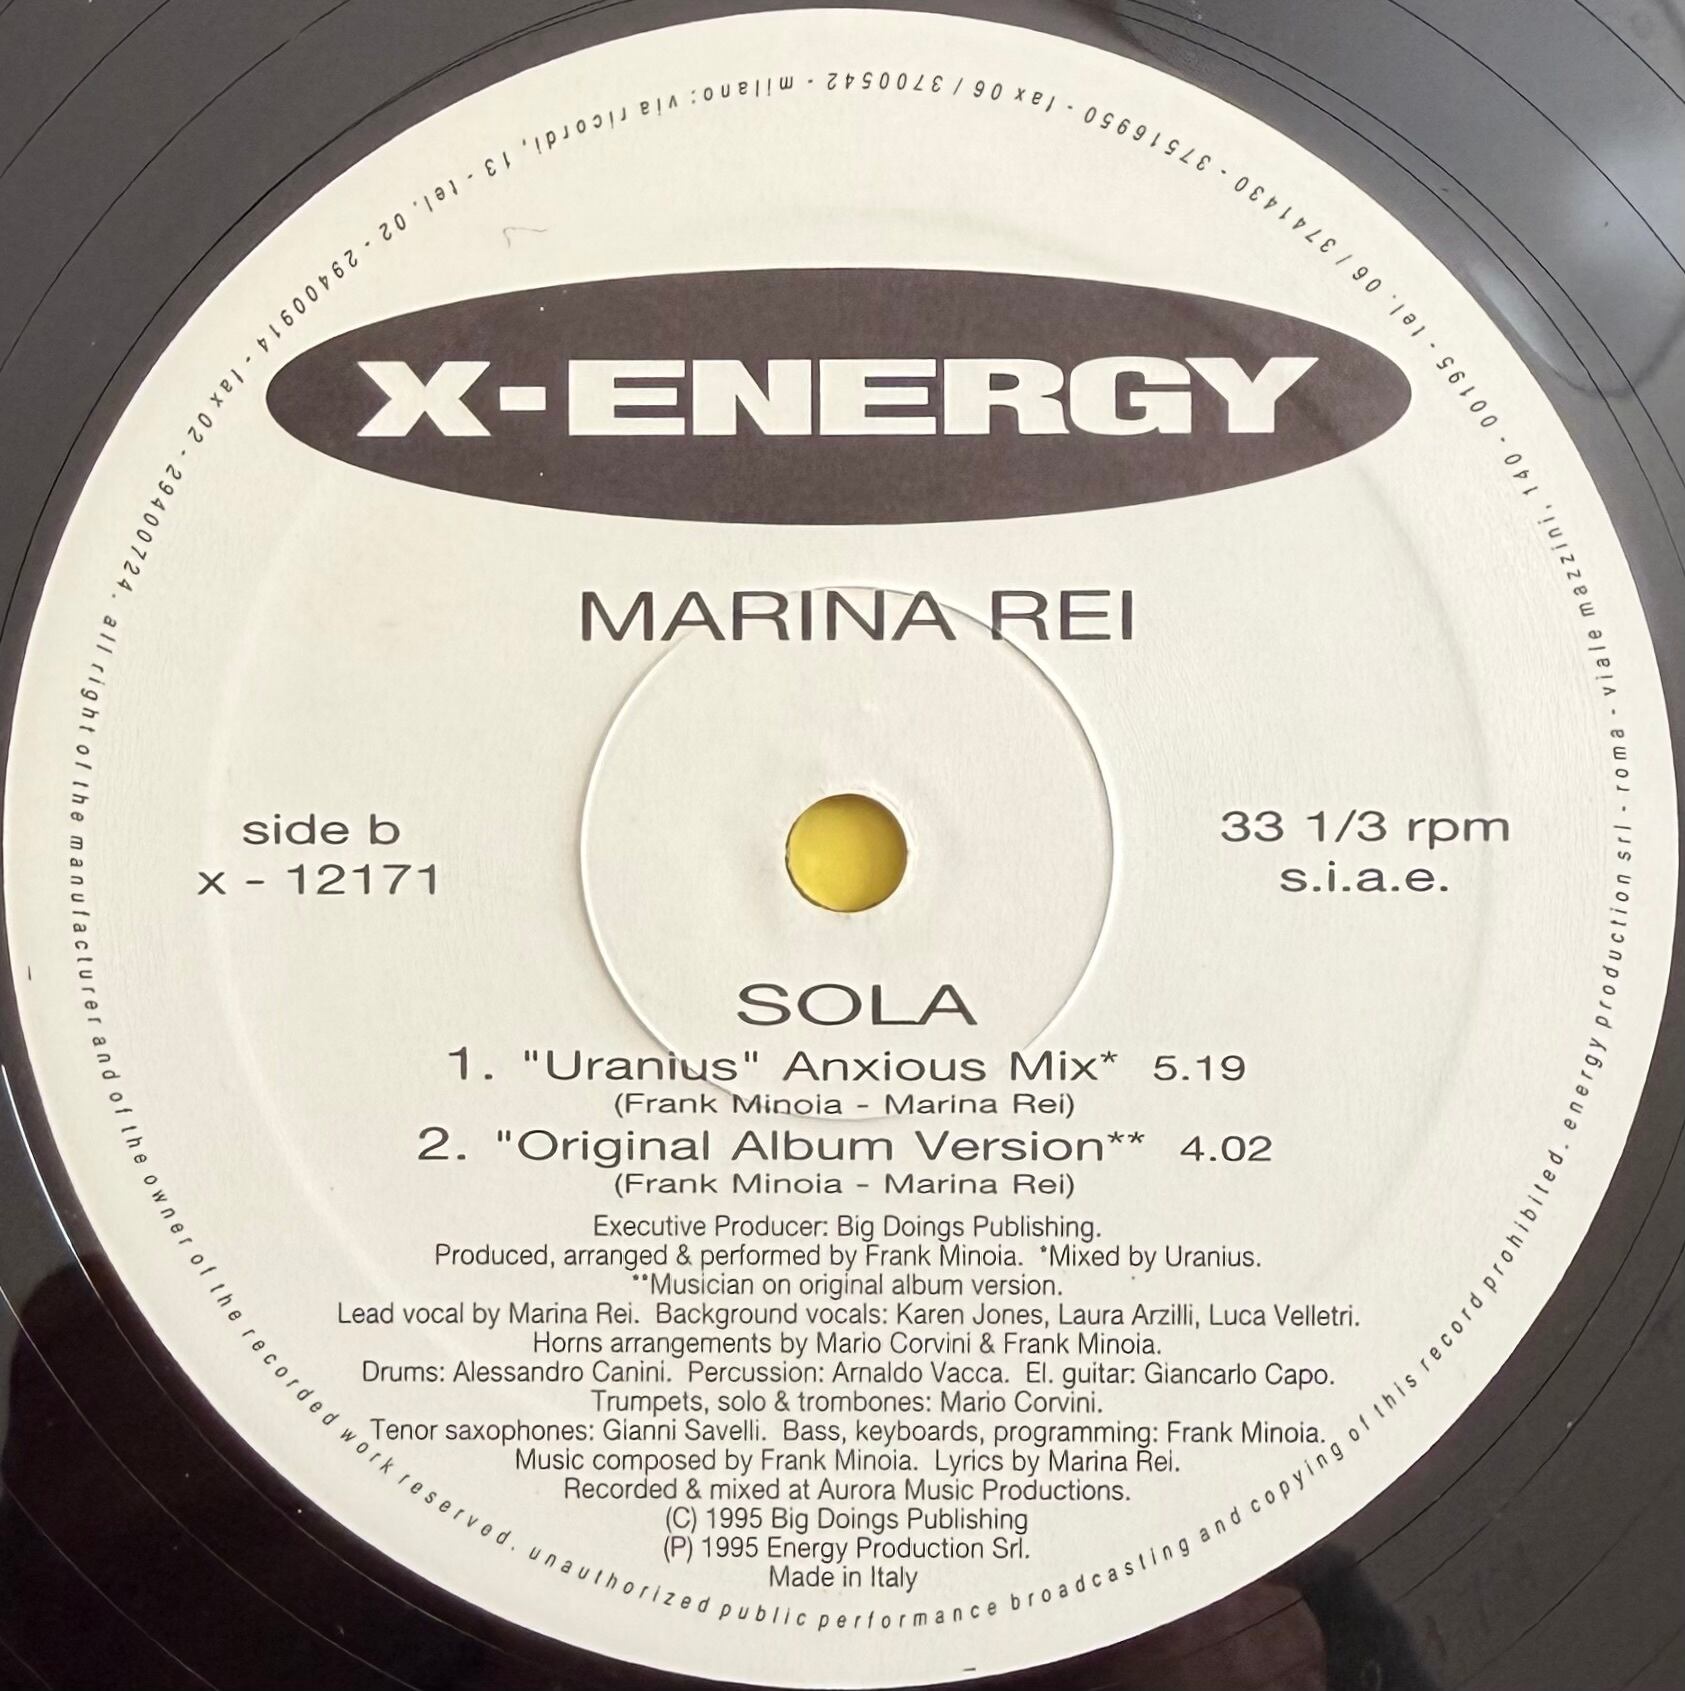 X-ENERGY
MARINA REI
side b
x - 12171
33 1/3 rpm
s.i.a.e.
SOLA
1. "Uranius" Anxious Mix* 5.19
(Frank Minoia - Marina Rei)
2. "Original Album Version** 4.02
(Frank Minoia - Marina Rei)
Executive Producer: Big Doings Publishing.
Produced, arranged & performed by Frank Minoia. *Mixed by Uranius.
**Musician on original album version.
Lead vocal by Marina Rei. Background vocals: Karen Jones, Laura Arzilli, Luca Velletri.
Horns arrangements by Mario Corvini & Frank Minoia.
Drums: Alessandro Canini. Percussion: Arnaldo Vacca. El. guitar: Giancarlo Capo.
Trumpets, solo & trombones: Mario Corvini.
Tenor saxophones: Gianni Savelli. Bass, keyboards, programming: Frank Minoia.
Music composed by Frank Minoia. Lyrics by Marina Rei.
Recorded & mixed at Aurora Music Productions.
(C) 1995 Big Doings Publishing
(P) 1995 Energy Production Srl.
Made in Italy
all right of the manufacturer and of the owner of the recorded work reserved. unauthorized public performance broadcasting and copying of this record prohibited. energy production srl - roma - viale mazzini, 140 - 00195 - tel. 06 / 3741430 - 37516950 - fax 06 / 3700542 - milano: via ricordi, 13 - tel. 02 - 29400914 - fax 02 - 29400724.